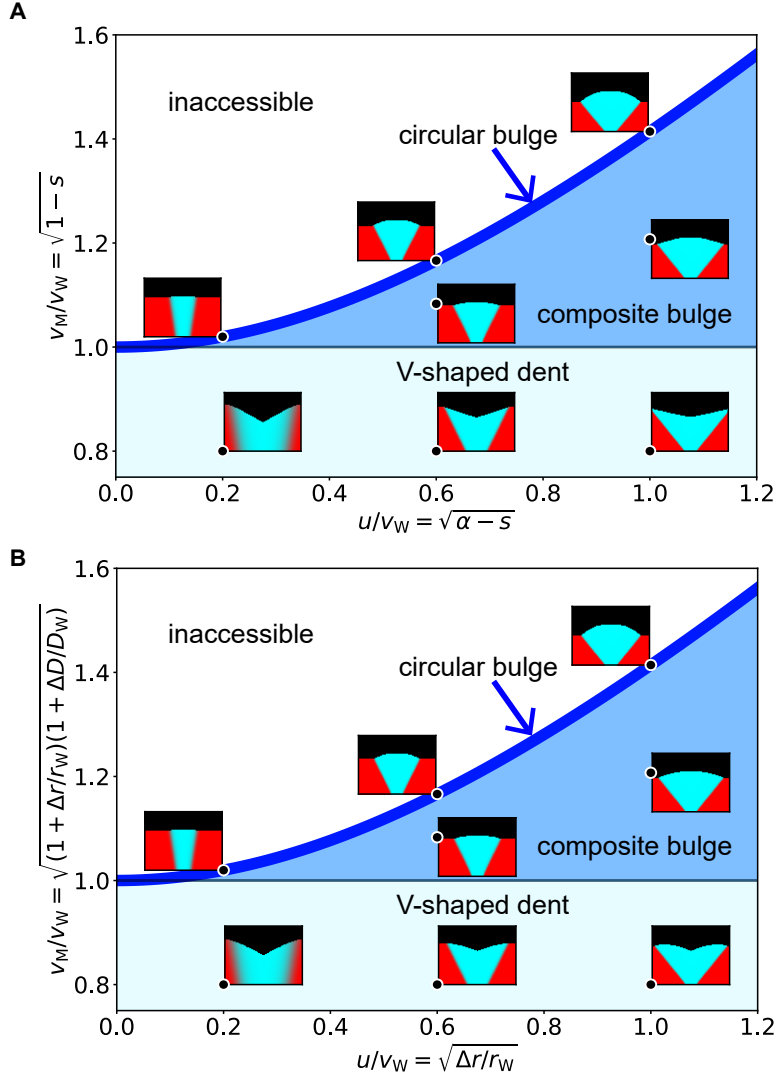 A
1.6
inaccessible
1.4
circular bulge
v_M/v_W = √(1 − s)
1.2
composite bulge
1.0
V-shaped dent
0.8
0.0 0.2 0.4 0.6 0.8 1.0 1.2
u/v_W = √(α − s)
B
1.6
inaccessible
1.4
circular bulge
v_M/v_W = √((1 + Δr/r_W)(1 + ΔD/D_W))
1.2
composite bulge
1.0
V-shaped dent
0.8
0.0 0.2 0.4 0.6 0.8 1.0 1.2
u/v_W = √(Δr/r_W)